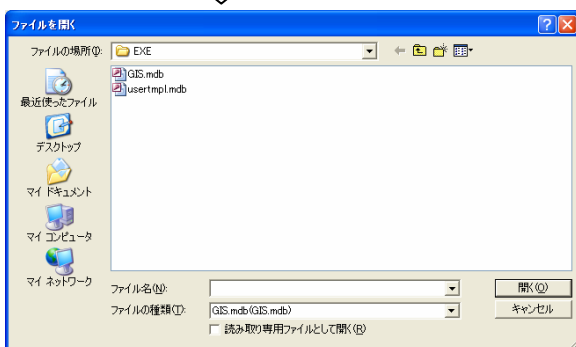 ファイルを開く
ファイルの場所(I):
EXE
GIS.mdb
usertmpl.mdb
最近使ったファイル
デスクトップ
マイ ドキュメント
マイ コンピュータ
マイ ネットワーク
ファイル名(N):
開く(O)
ファイルの種類(T):
GIS.mdb(GIS.mdb)
キャンセル
読み取り専用ファイルとして開く(R)